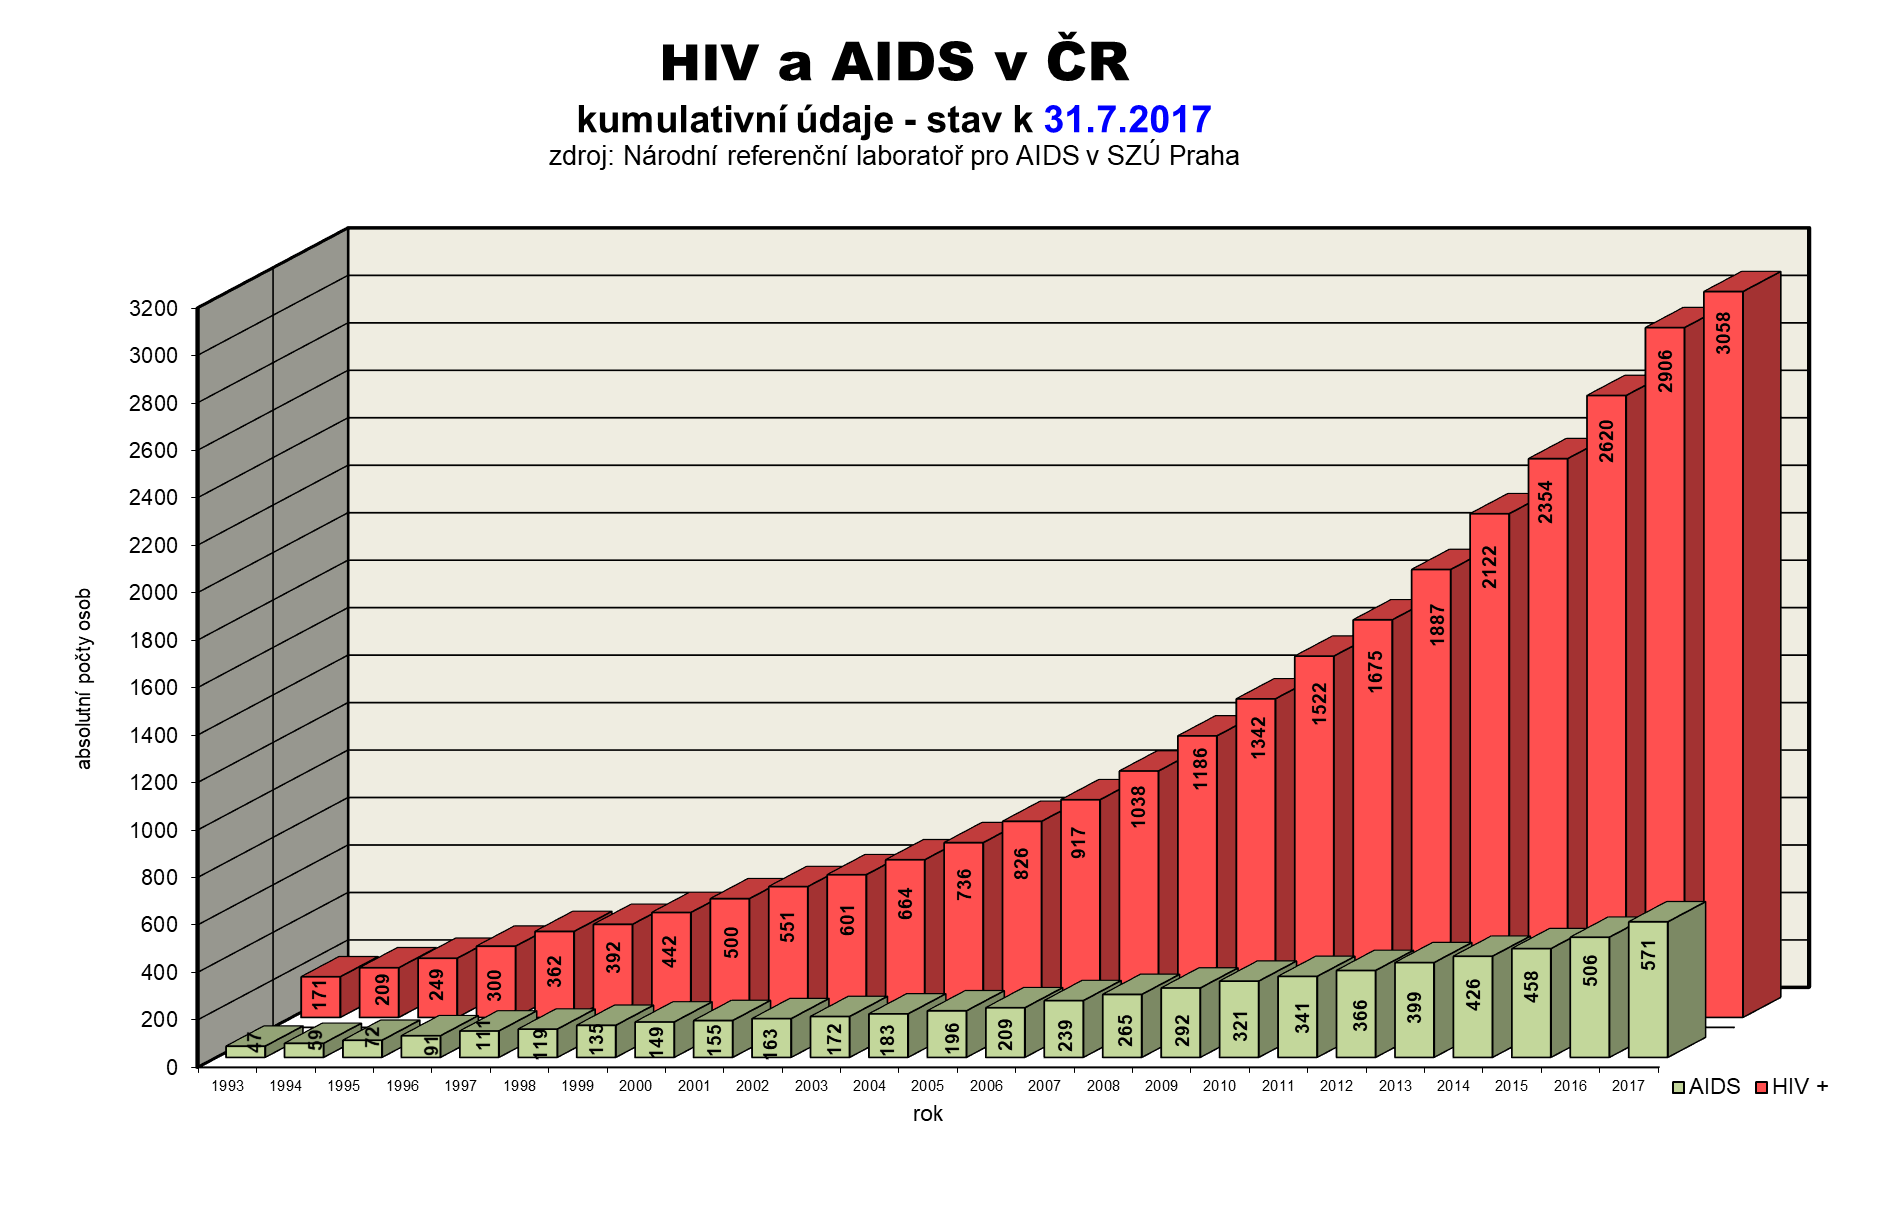 HIV a AIDS v ČR
kumulativní údaje - stav k 31.7.2017
zdroj: Národní referenční laboratoř pro AIDS v SZÚ Praha
absolutní počty osob
3200
3000
2800
2600
2400
2200
2000
1800
1600
1400
1200
1000
800
600
400
200
0
171 209 249 300 362 392 442 500 551 601 664 736 826 917 1038 1186 1342 1522 1675 1887 2122 2354 2620 2906 3058
47 59 72 91 111 119 135 149 155 163 172 183 196 209 239 265 292 321 341 366 399 426 458 506 571
1993 1994 1995 1996 1997 1998 1999 2000 2001 2002 2003 2004 2005 2006 2007 2008 2009 2010 2011 2012 2013 2014 2015 2016 2017
AIDS HIV +
rok